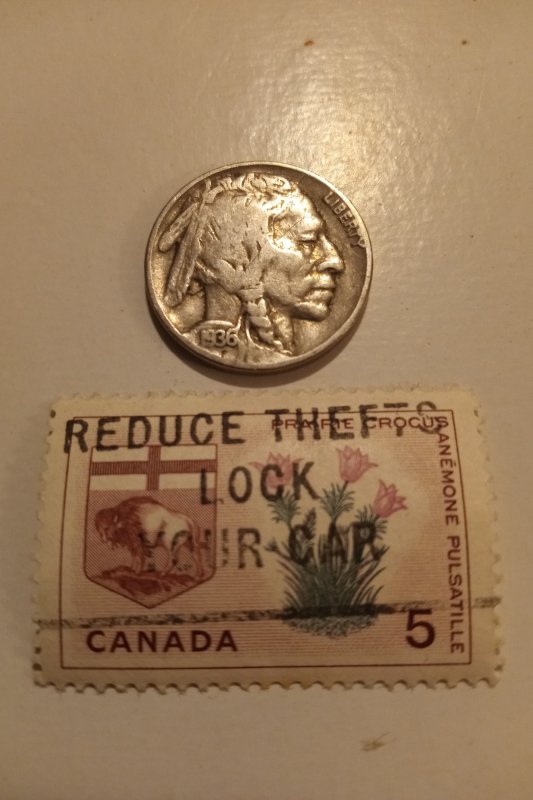 LIBERTY
1936
F
REDUCE THEFTS
LOCK
YOUR CAR
PRAIRIE CROCUS
ANÉMONE PULSATILLE
CANADA
5